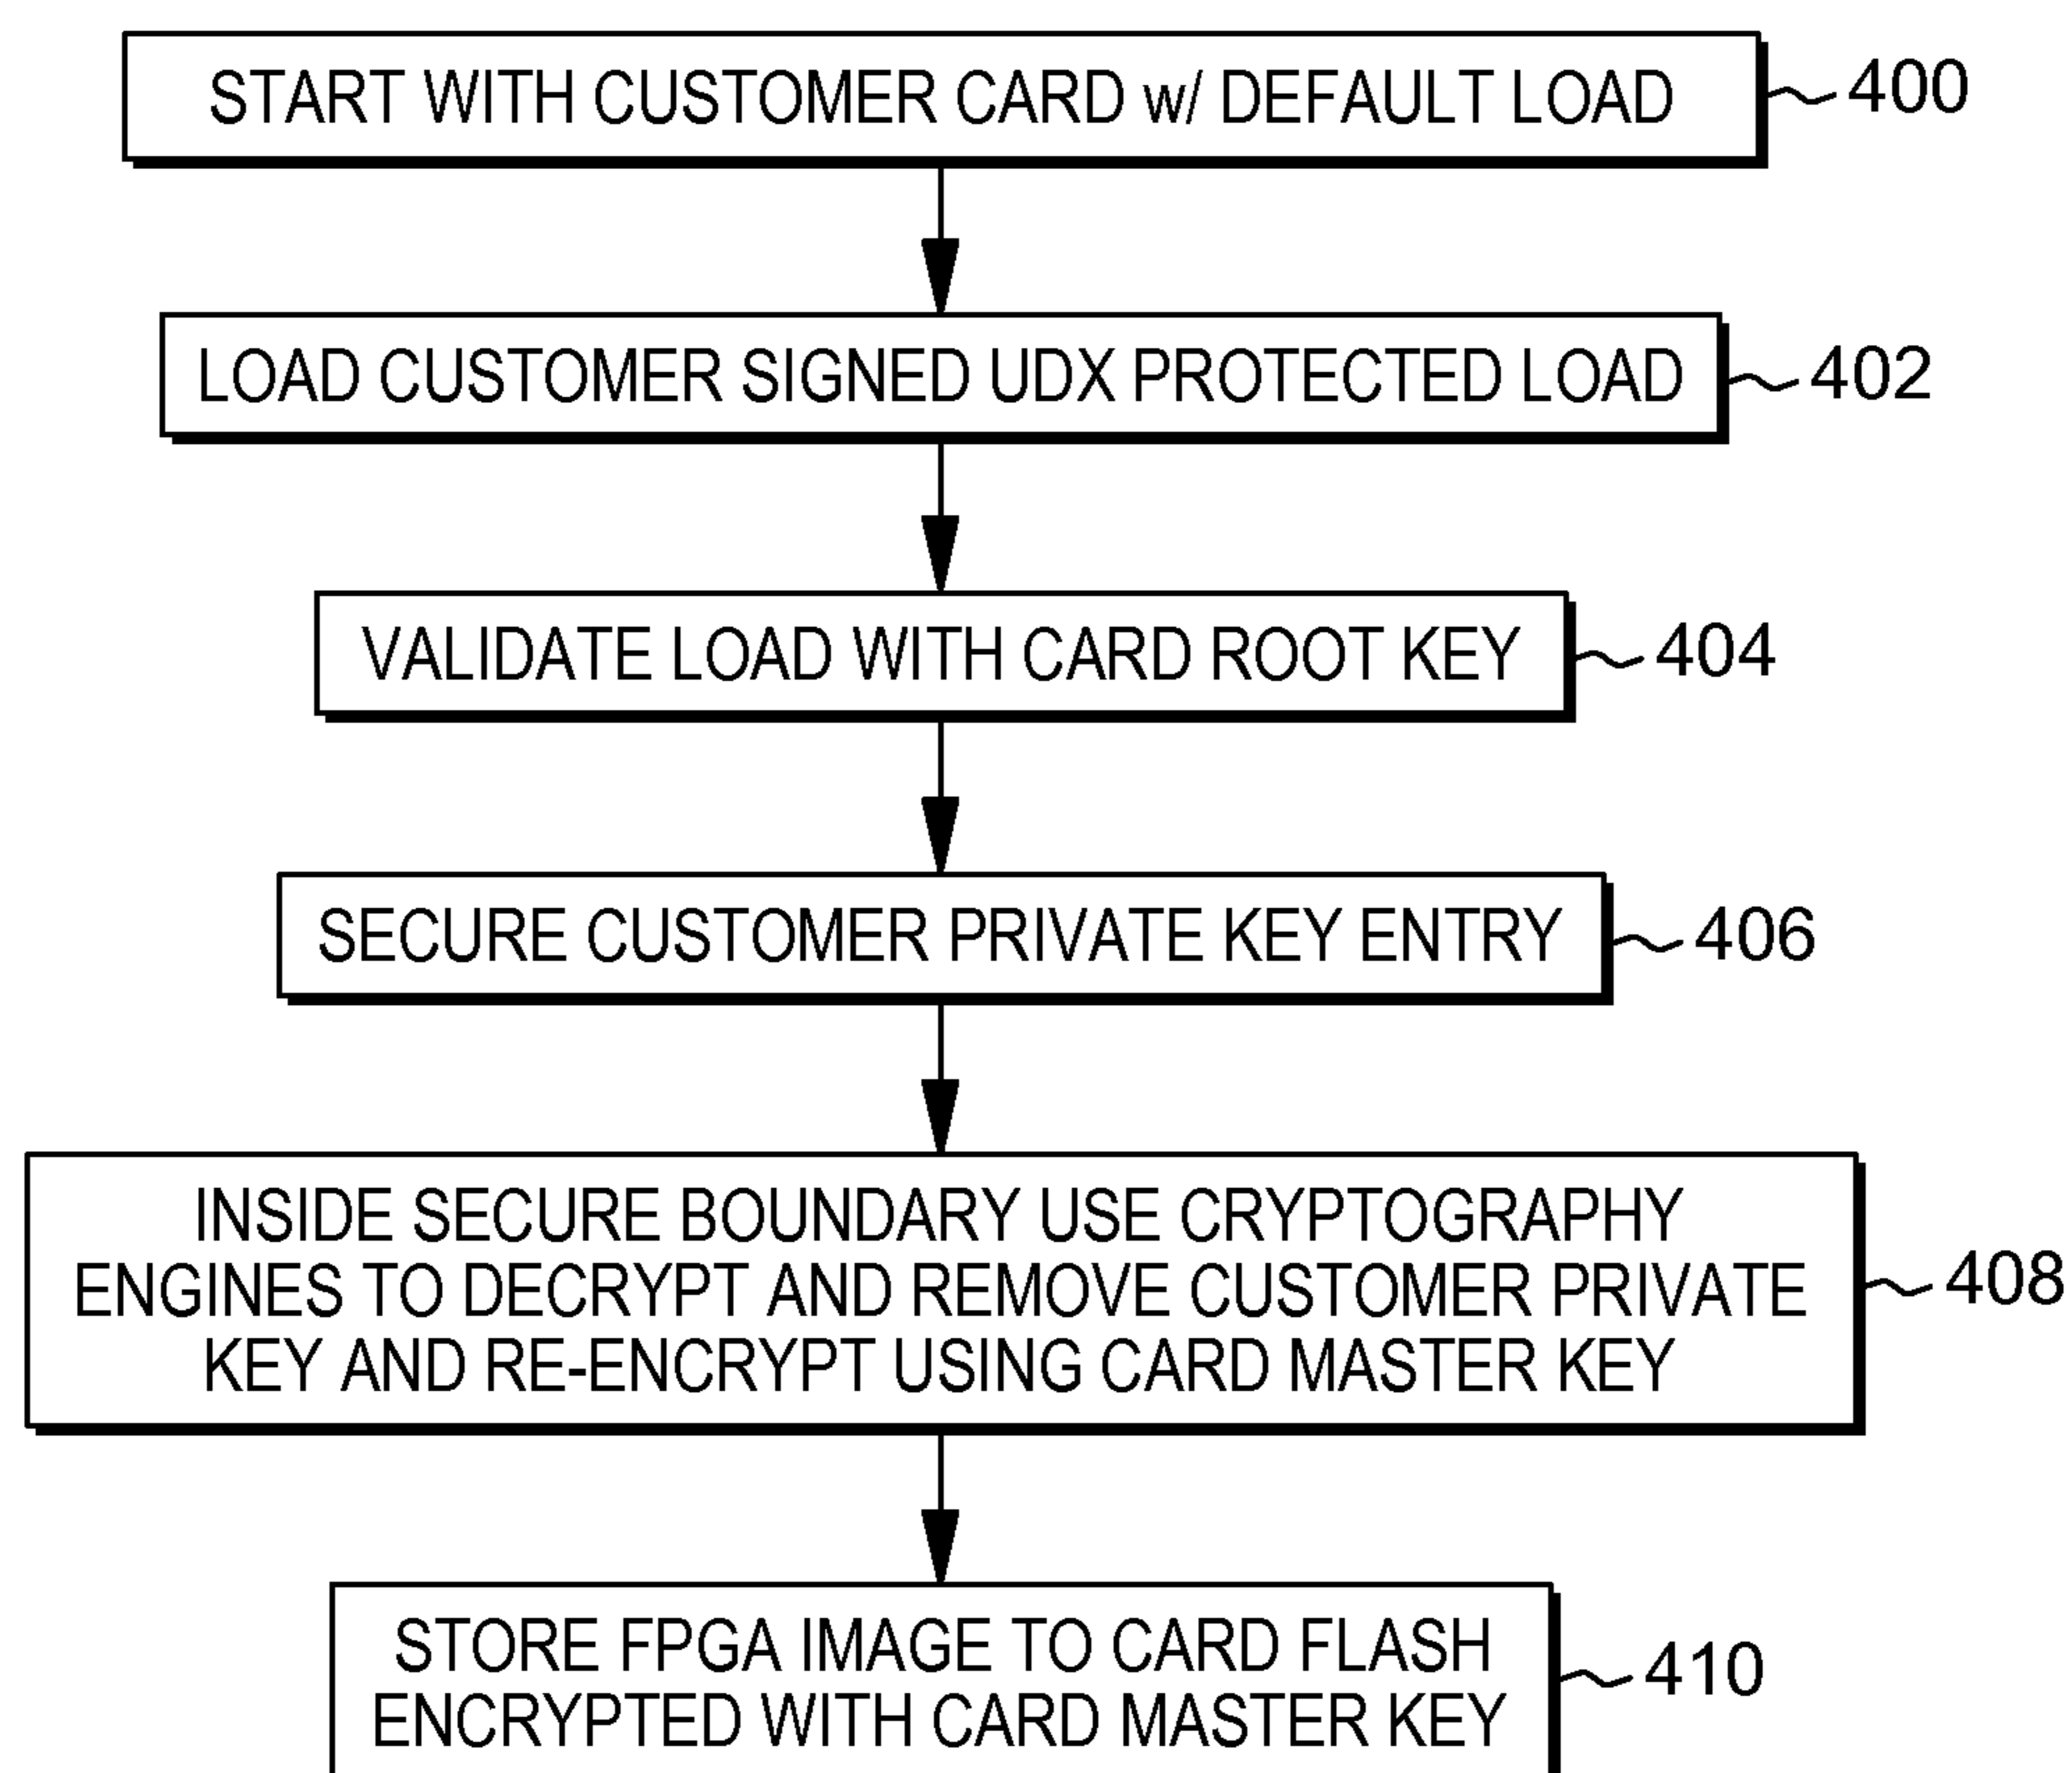 START WITH CUSTOMER CARD w/ DEFAULT LOAD
400
LOAD CUSTOMER SIGNED UDX PROTECTED LOAD
402
VALIDATE LOAD WITH CARD ROOT KEY
404
SECURE CUSTOMER PRIVATE KEY ENTRY
406
INSIDE SECURE BOUNDARY USE CRYPTOGRAPHY
ENGINES TO DECRYPT AND REMOVE CUSTOMER PRIVATE
KEY AND RE-ENCRYPT USING CARD MASTER KEY
408
STORE FPGA IMAGE TO CARD FLASH
ENCRYPTED WITH CARD MASTER KEY
410